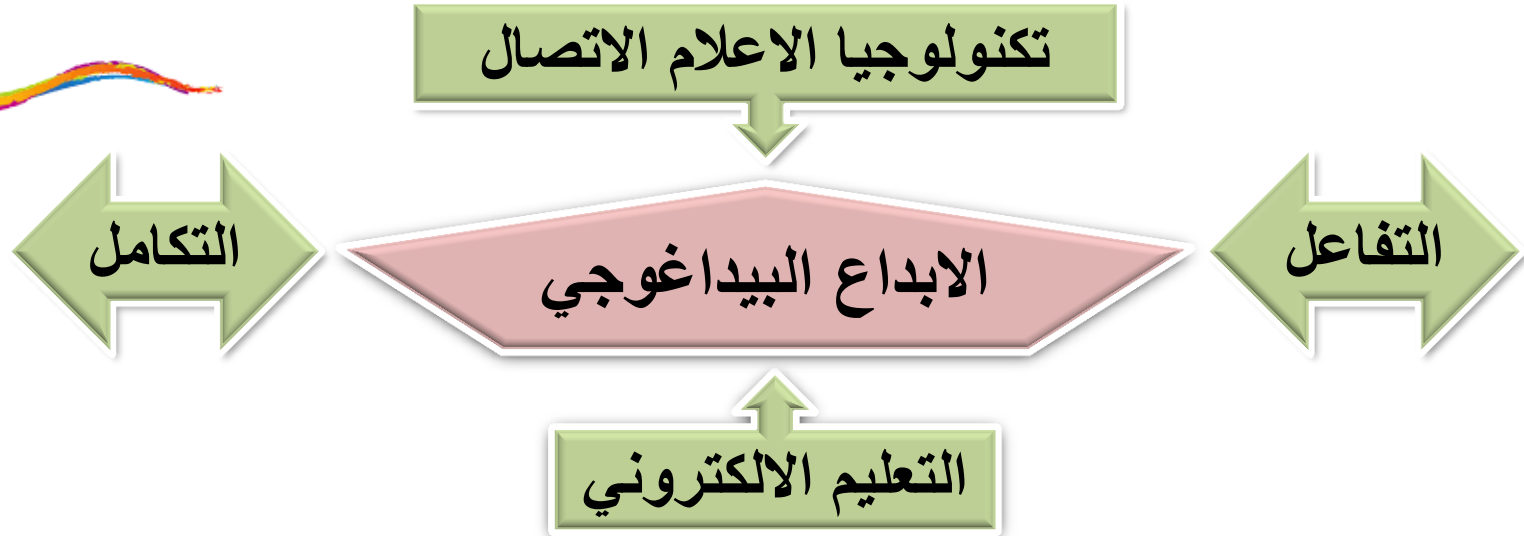 تكنولوجيا الاعلام الاتصال
التفاعل
الابداع البيداغوجي
التكامل
التعليم الالكتروني